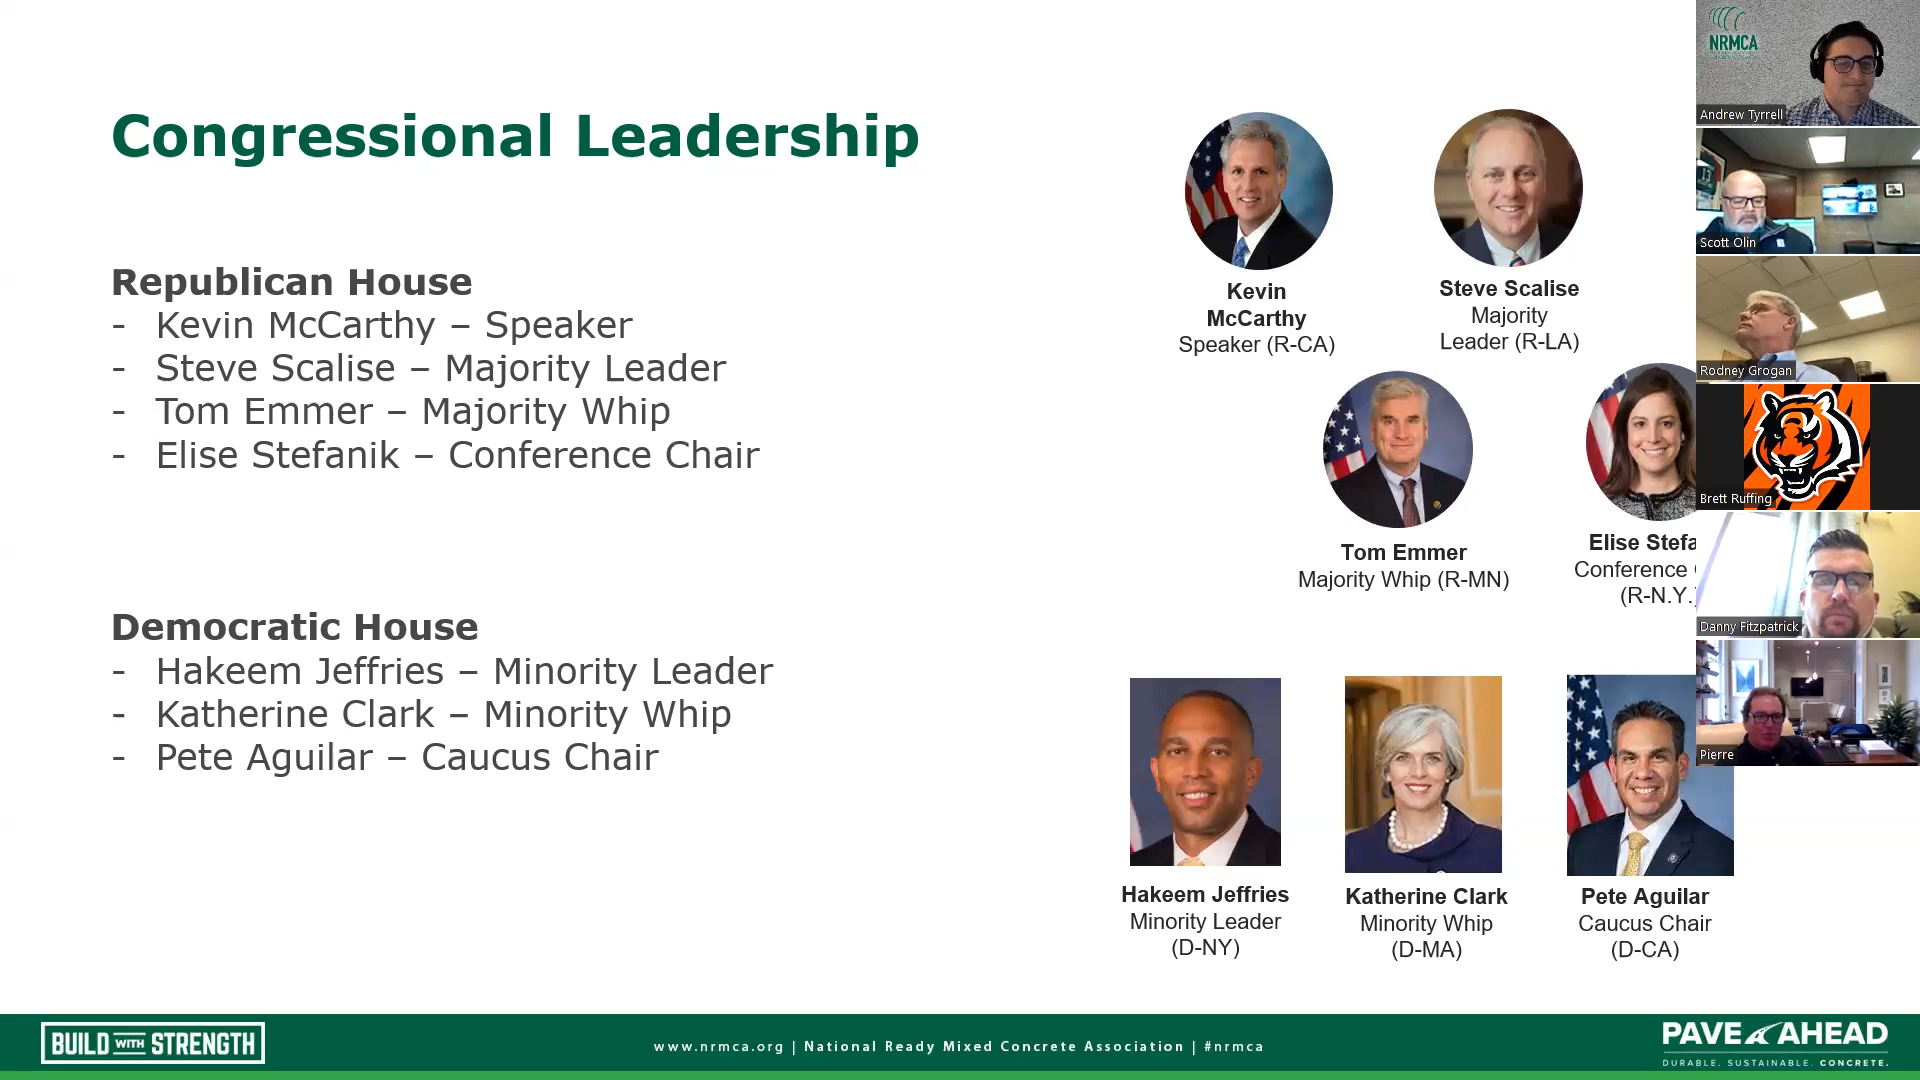 Congressional Leadership
Republican House
- Kevin McCarthy – Speaker
- Steve Scalise – Majority Leader
- Tom Emmer – Majority Whip
- Elise Stefanik – Conference Chair
Democratic House
- Hakeem Jeffries – Minority Leader
- Katherine Clark – Minority Whip
- Pete Aguilar – Caucus Chair
Kevin
McCarthy
Speaker (R-CA)
Steve Scalise
Majority
Leader (R-LA)
Tom Emmer
Majority Whip (R-MN)
Elise Stefa
Conference
(R-N.Y.
Hakeem Jeffries
Minority Leader
(D-NY)
Katherine Clark
Minority Whip
(D-MA)
Pete Aguilar
Caucus Chair
(D-CA)
NRMCA
Andrew Tyrrell
Scott Olin
Rodney Grogan
Brett Ruffing
Danny Fitzpatrick
Pierre
BUILD WITH STRENGTH
www.nrmca.org | National Ready Mixed Concrete Association | #nrmca
PAVE AHEAD
DURABLE. SUSTAINABLE. CONCRETE.